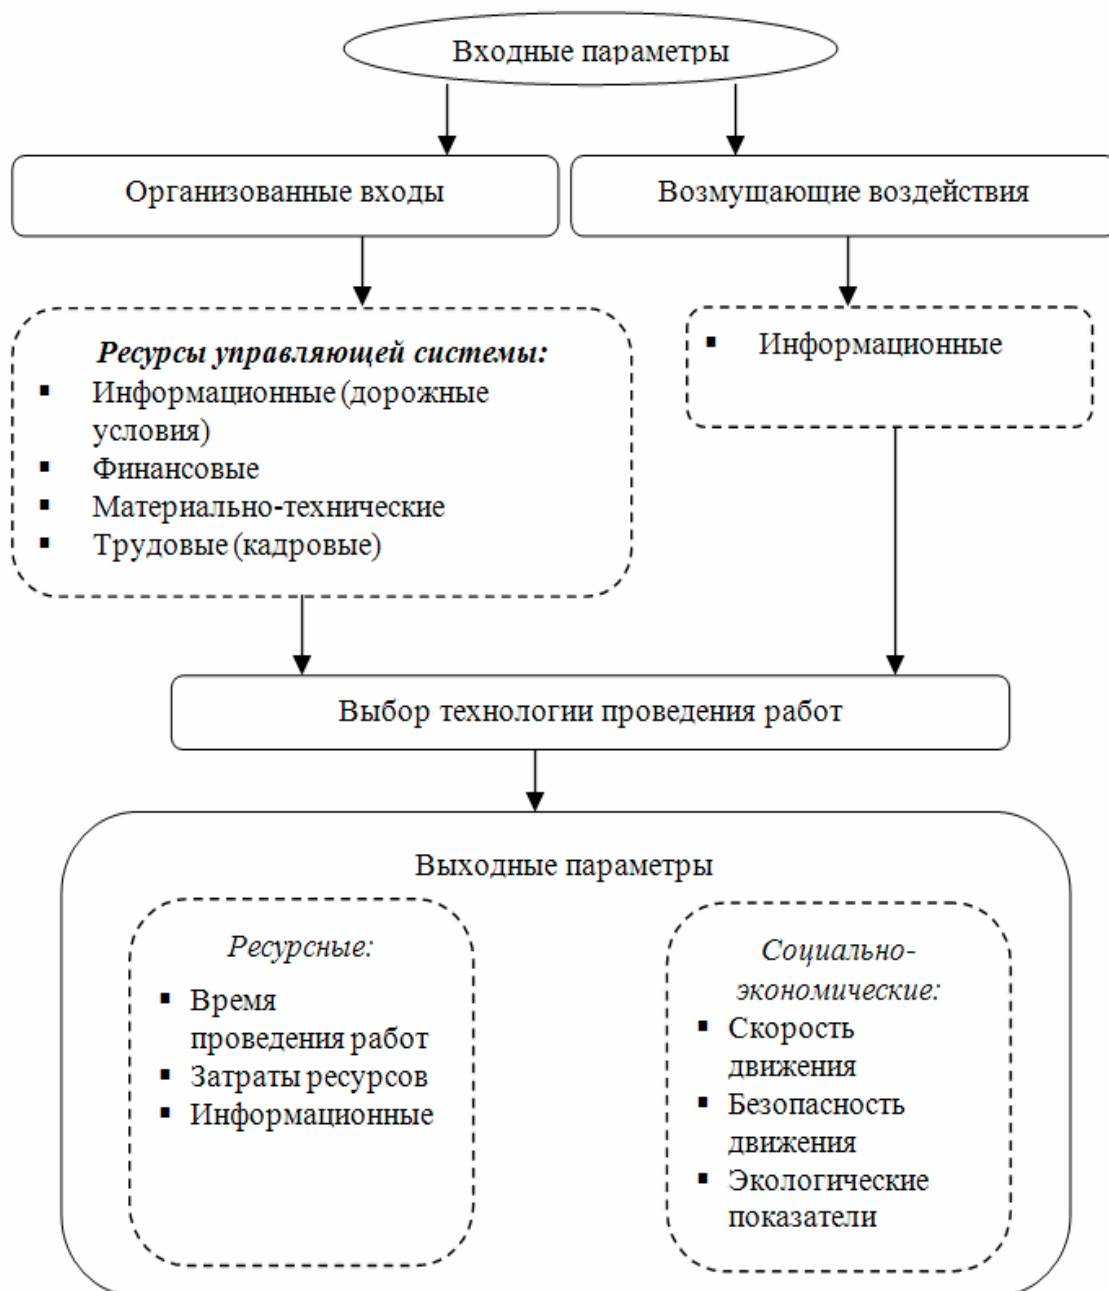 Входные параметры
Организованные входы
Возмущающие воздействия
Ресурсы управляющей системы:
▪ Информационные (дорожные
условия)
▪ Финансовые
▪ Материально-технические
▪ Трудовые (кадровые)
▪ Информационные
Выбор технологии проведения работ
Выходные параметры
Ресурсные:
▪ Время
проведения работ
▪ Затраты ресурсов
▪ Информационные
Социально-
экономические:
▪ Скорость
движения
▪ Безопасность
движения
▪ Экологические
показатели